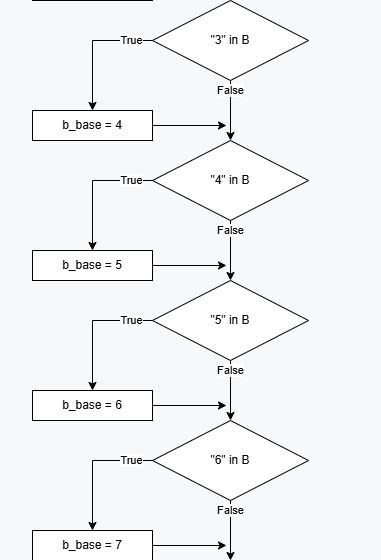 "3" in B
True
False
b_base = 4
"4" in B
True
False
b_base = 5
"5" in B
True
False
b_base = 6
"6" in B
True
False
b_base = 7